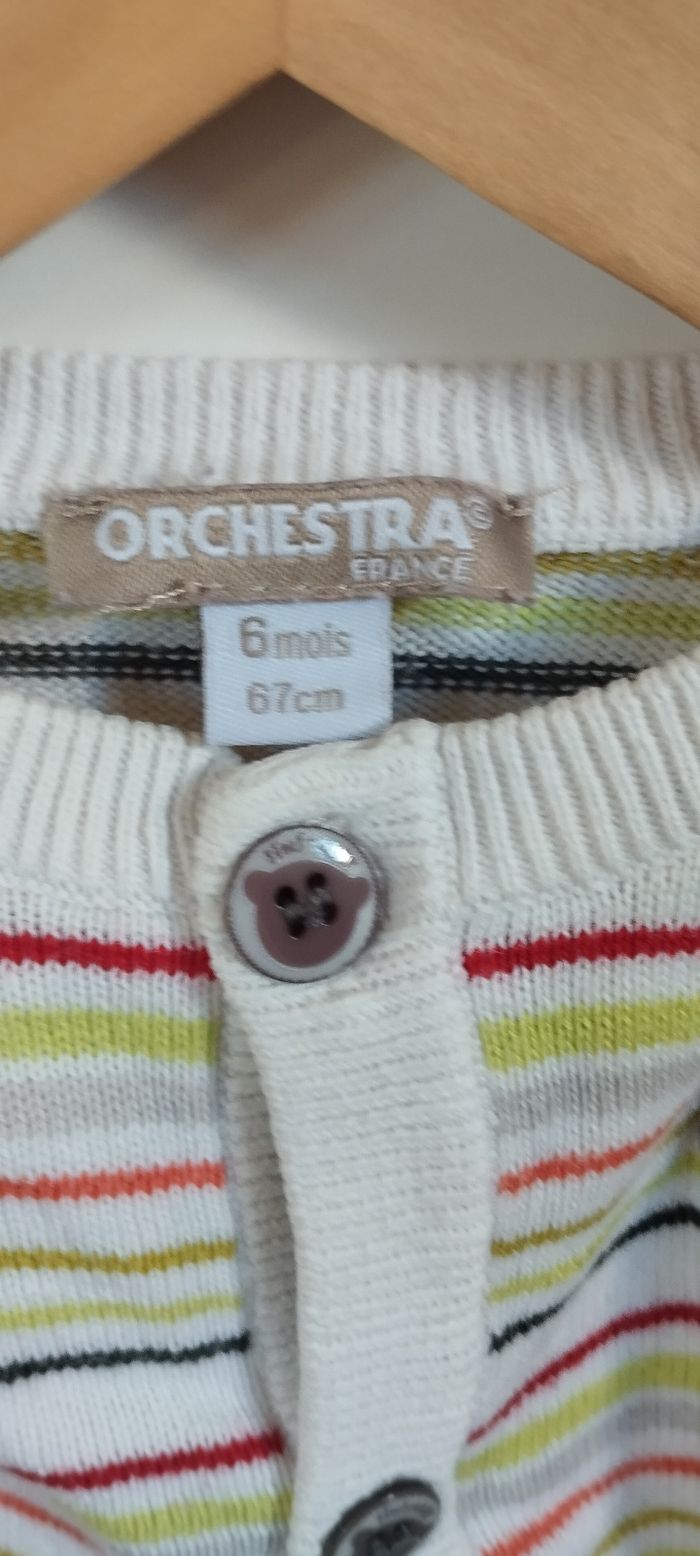 ORCHESTRA®
FRANCE
6 mois
67cm